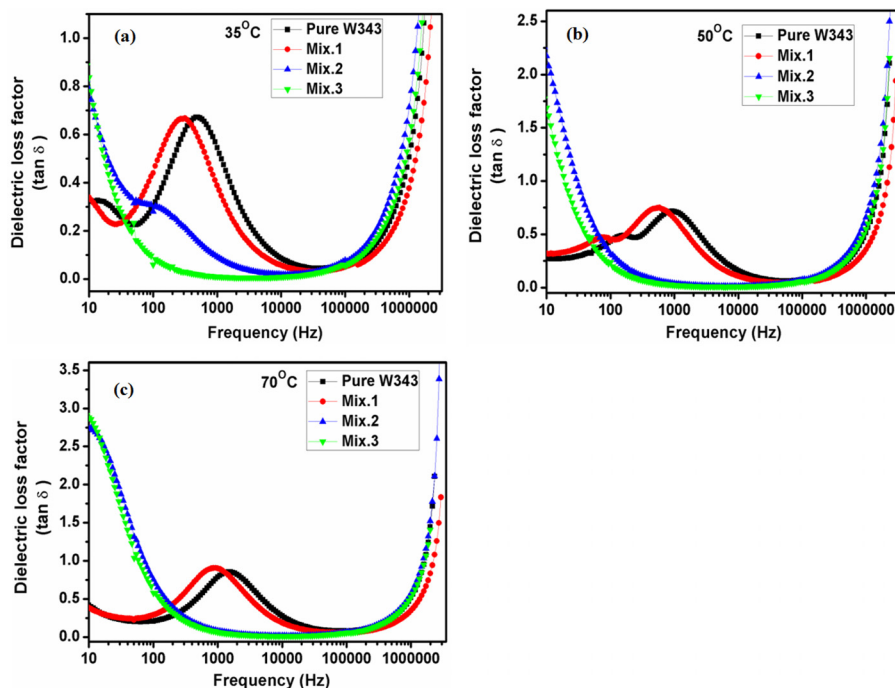 (a)
35°C
Pure W343
Mix.1
Mix.2
Mix.3
Dielectric loss factor
(tan δ)
1.0
0.8
0.6
0.4
0.2
0.0
10 100 1000 10000 100000 1000000
Frequency (Hz)
(b)
50°C
Pure W343
Mix.1
Mix.2
Mix.3
Dielectric loss factor
(tan δ)
2.5
2.0
1.5
1.0
0.5
0.0
10 100 1000 10000 100000 1000000
Frequency (Hz)
(c)
70°C
Pure W343
Mix.1
Mix.2
Mix.3
Dielectric loss factor
(tan δ)
3.5
3.0
2.5
2.0
1.5
1.0
0.5
0.0
10 100 1000 10000 100000 1000000
Frequency (Hz)